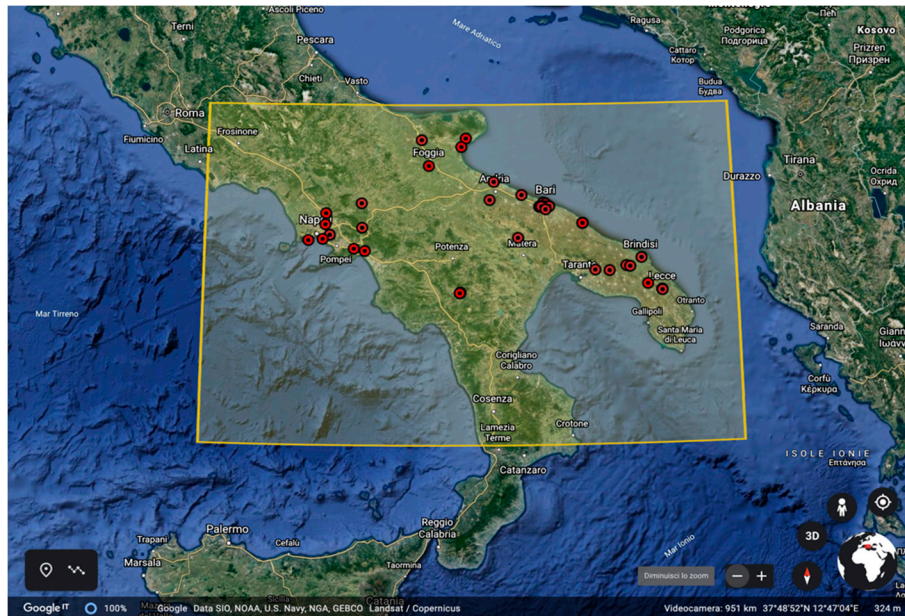 Ascoli Piceno
Terni
Pescara
Chieti
Vasto
Mare Adriatico
Ragusa
Podgorica
Подгорица
Cattaro
Котор
Budua
Будва
Пећ
Kosovo
Prizren
Призрен
Roma
Fiumicino
Latina
Frosinone
Foggia
Andria
Bari
Tirana
Durazzo
Albania
Ocrida
Охрид
Napoli
Pompei
Potenza
Matera
Taranto
Brindisi
Lecce
Otranto
Gallipoli
Santa Maria
di Leuca
Mar Tirreno
Corigliano
Calabro
Cosenza
Lamezia
Terme
Crotone
Catanzaro
Saranda
Corfù
Κέρκυρα
ISOLE IONIE
Επτάνησα
Reggio
Calabria
Palermo
Trapani
Marsala
Cefalù
Taormina
Catania
Mar Ionio
3D
Diminuisci lo zoom
Google IT
100%
Google
Data SIO, NOAA, U.S. Navy, NGA, GEBCO
Landsat / Copernicus
Videocamera: 951 km
37°48'52"N 12°47'04"E
324 m